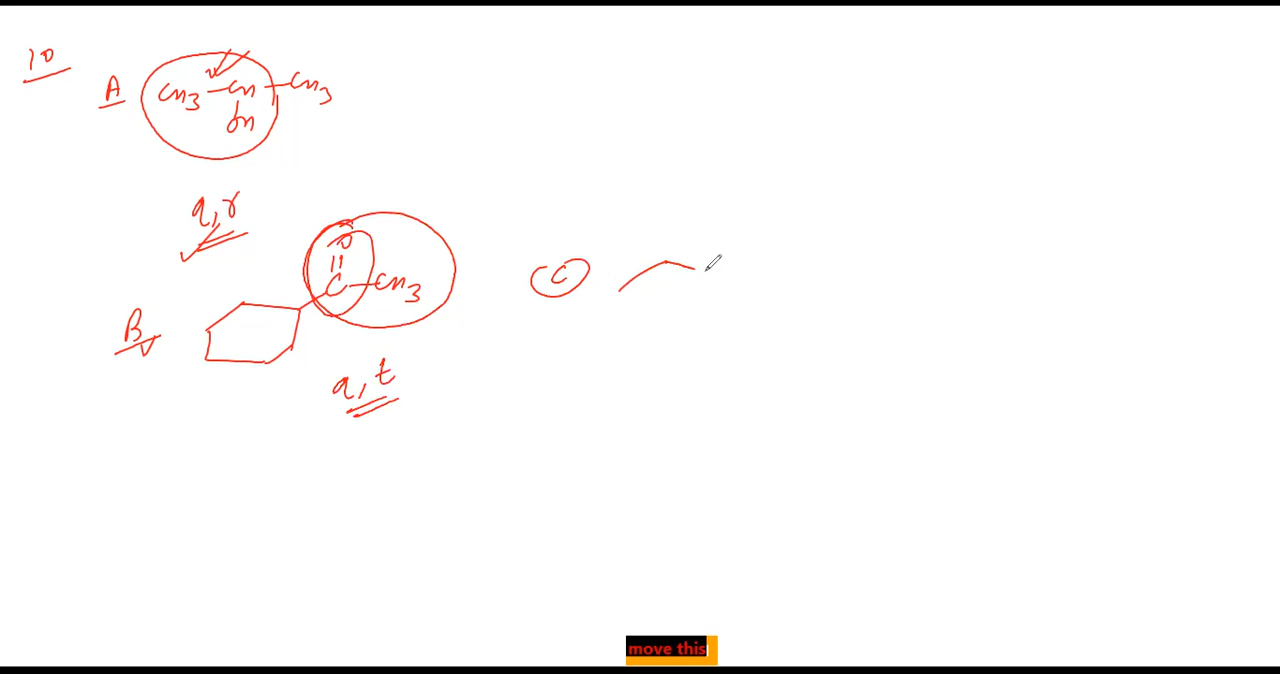 10
A CH3 - CH - CH3
OH
q, r
O
||
C - CH3
B
q, t
C
move this